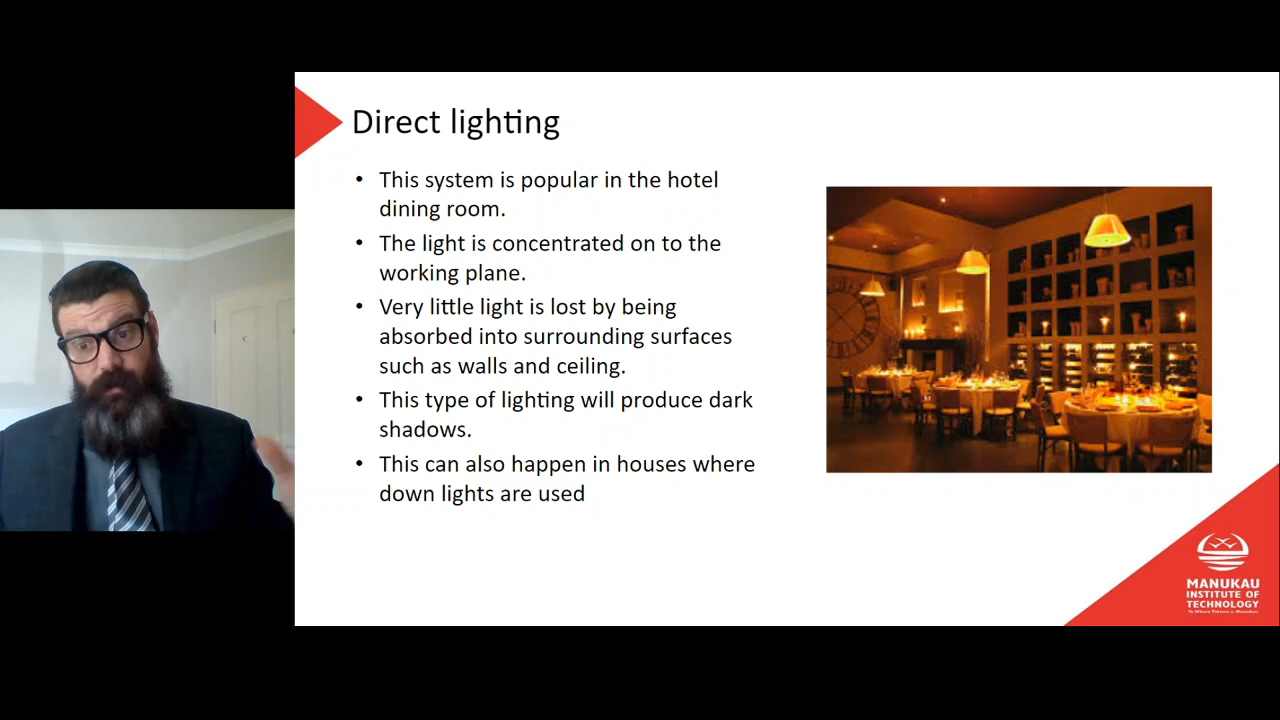 Direct lighting
• This system is popular in the hotel
dining room.
• The light is concentrated on to the
working plane.
• Very little light is lost by being
absorbed into surrounding surfaces
such as walls and ceiling.
• This type of lighting will produce dark
shadows.
• This can also happen in houses where
down lights are used
MANUKAU
INSTITUTE OF
TECHNOLOGY